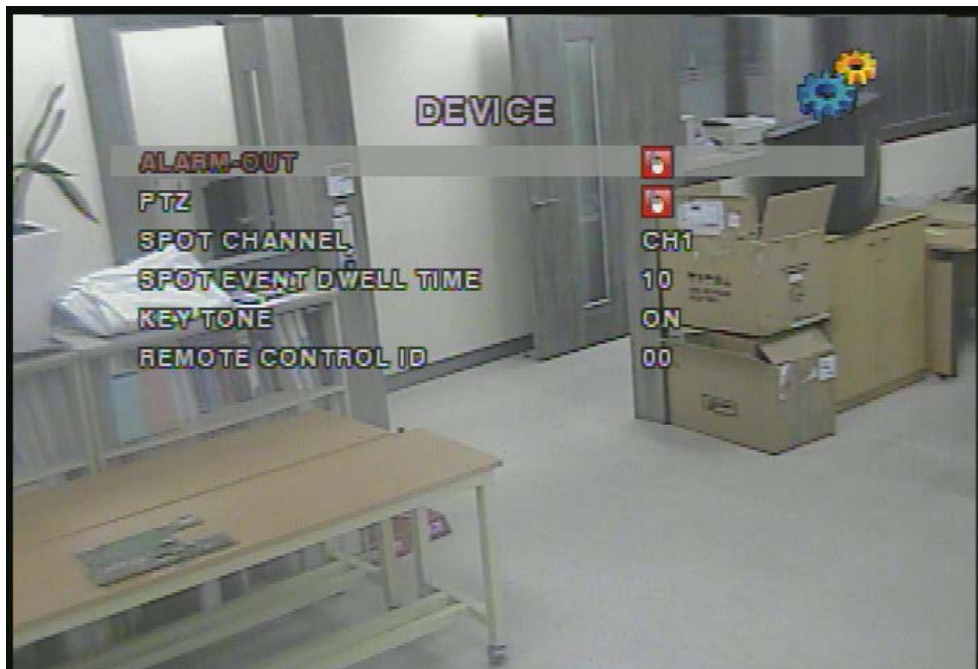 DEVICE
ALARM-OUT
PTZ
SPOT CHANNEL CH1
SPOT EVENT DWELL TIME 10
KEY TONE ON
REMOTE CONTROL ID 00